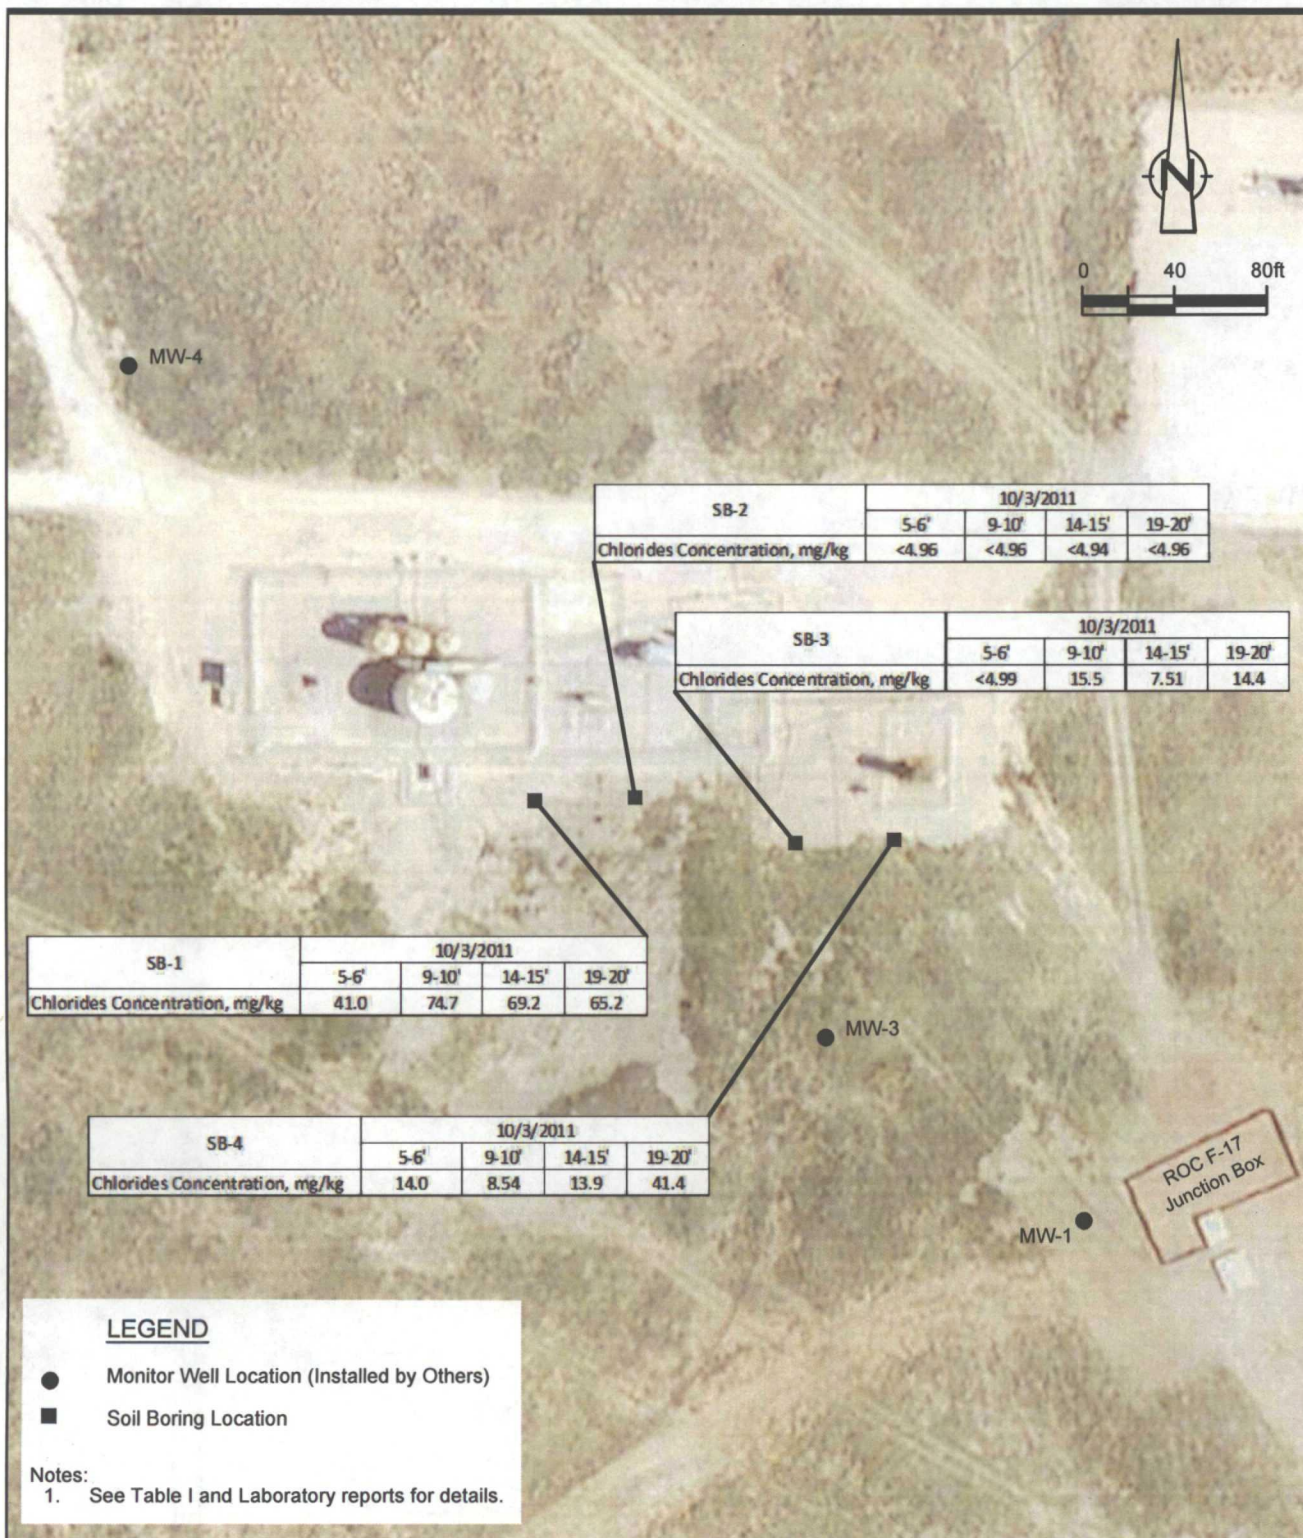 N
0 40 80ft
MW-4
SB-2 10/3/2011
5-6' 9-10' 14-15' 19-20'
Chlorides Concentration, mg/kg <4.96 <4.96 <4.94 <4.96
SB-3 10/3/2011
5-6' 9-10' 14-15' 19-20'
Chlorides Concentration, mg/kg <4.99 15.5 7.51 14.4
SB-1 10/3/2011
5-6' 9-10' 14-15' 19-20'
Chlorides Concentration, mg/kg 41.0 74.7 69.2 65.2
MW-3
SB-4 10/3/2011
5-6' 9-10' 14-15' 19-20'
Chlorides Concentration, mg/kg 14.0 8.54 13.9 41.4
ROC F-17
Junction Box
MW-1
LEGEND
Monitor Well Location (Installed by Others)
Soil Boring Location
Notes:
1. See Table I and Laboratory reports for details.